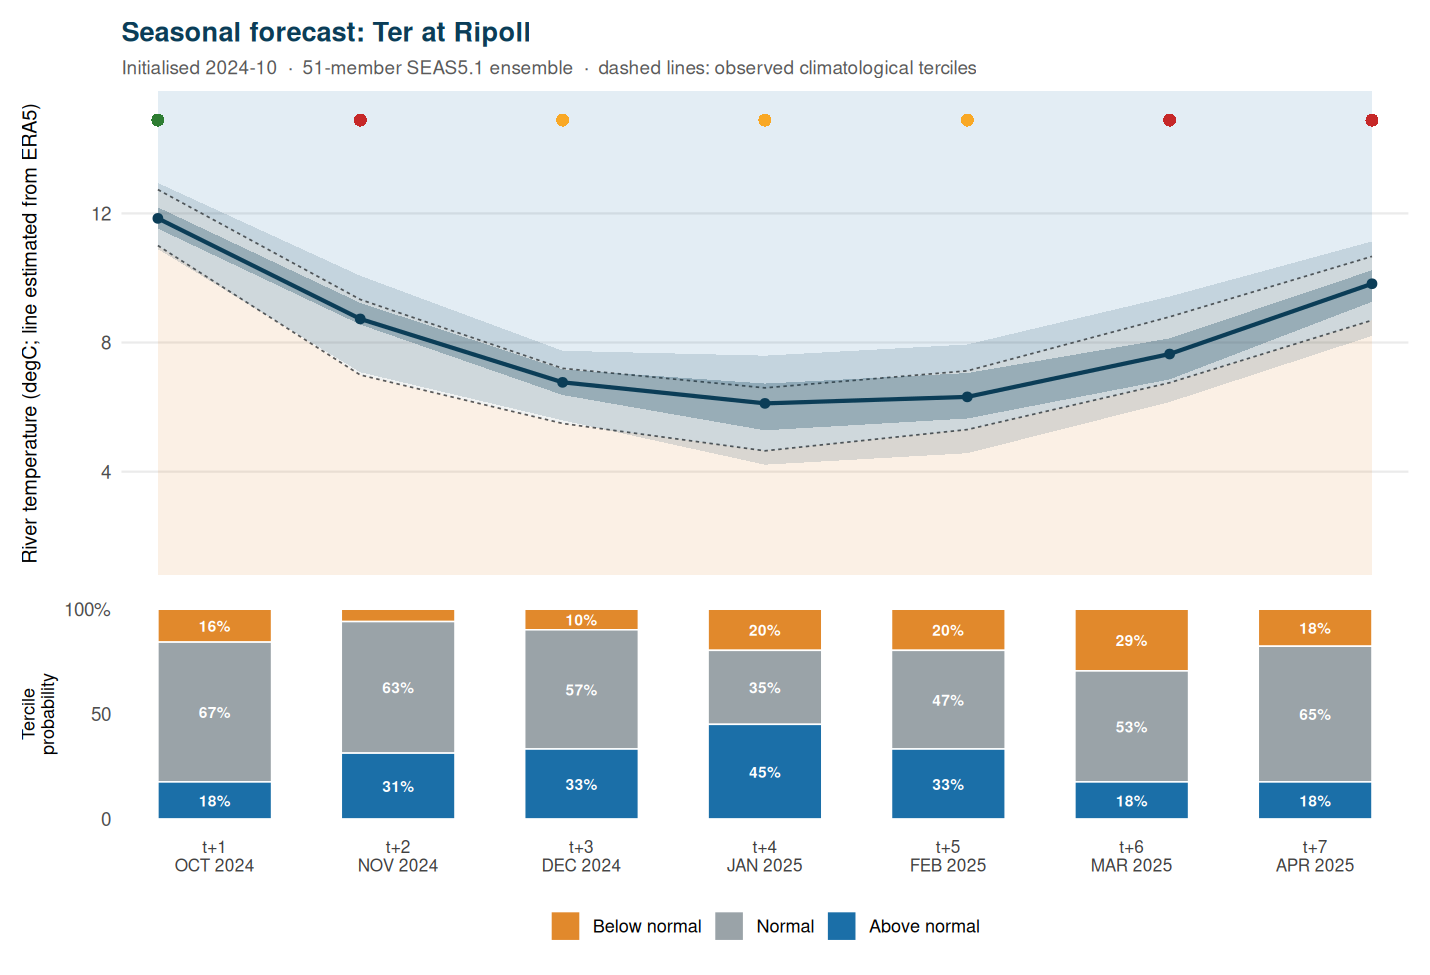 Seasonal forecast: Ter at Ripoll
Initialised 2024-10 · 51-member SEAS5.1 ensemble · dashed lines: observed climatological terciles
River temperature (degC; line estimated from ERA5)
12
8
4
Tercile
probability
100%
50
0
16% 10% 20% 20% 29% 18%
67% 63% 57% 35% 47% 53% 65%
18% 31% 33% 45% 33% 18% 18%
t+1 t+2 t+3 t+4 t+5 t+6 t+7
OCT 2024 NOV 2024 DEC 2024 JAN 2025 FEB 2025 MAR 2025 APR 2025
Below normal Normal Above normal